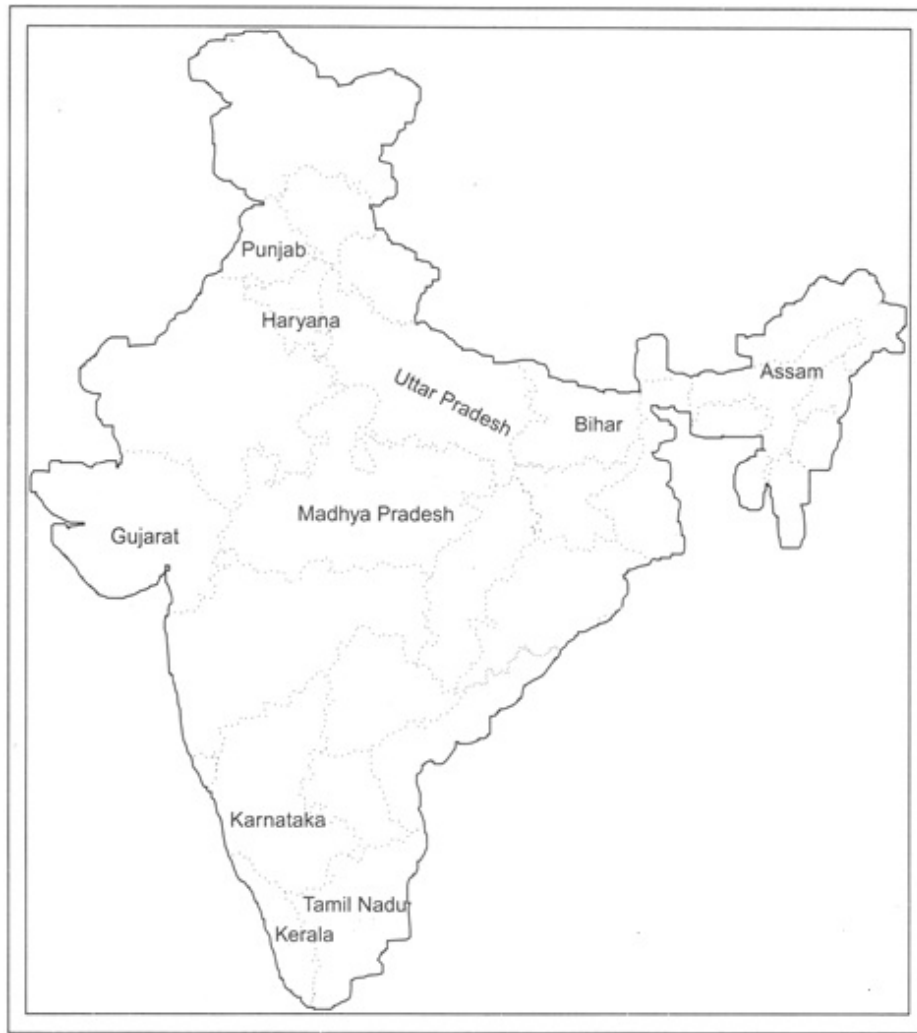 Punjab
Haryana
Uttar Pradesh
Assam
Bihar
Madhya Pradesh
Gujarat
Karnataka
Tamil Nadu
Kerala